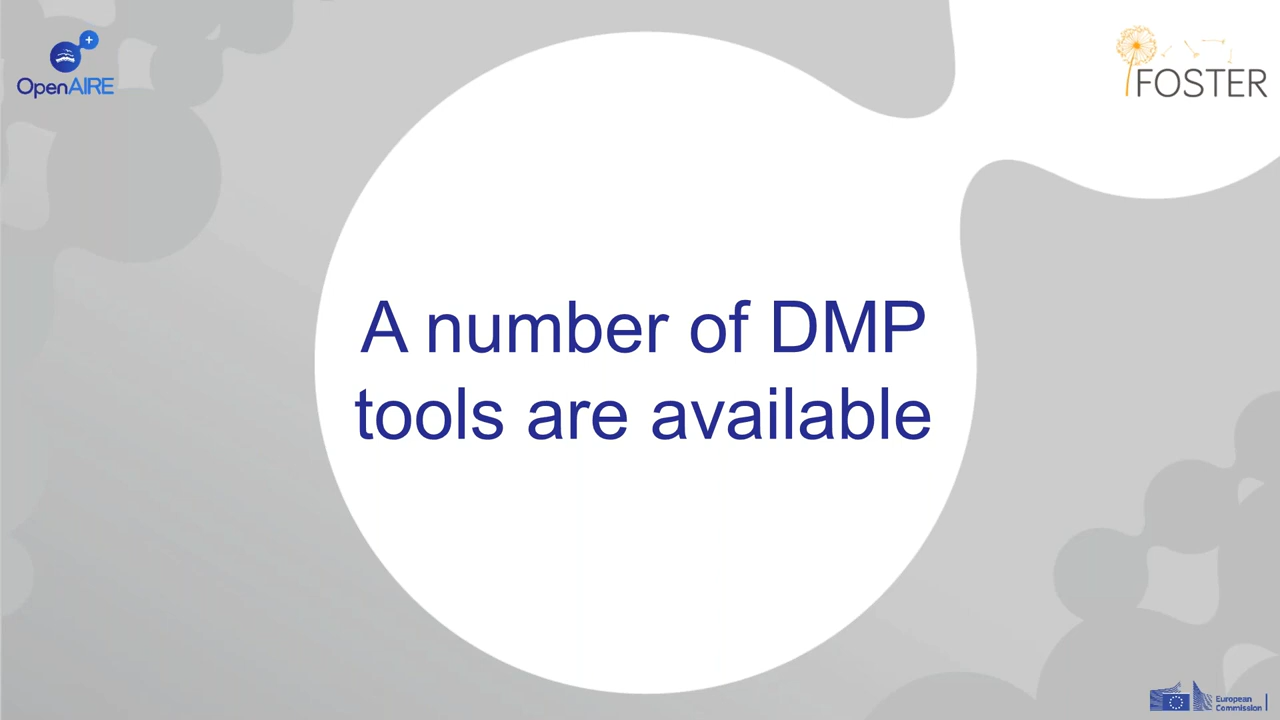 OpenAIRE
FOSTER
A number of DMP
tools are available
European
Commission